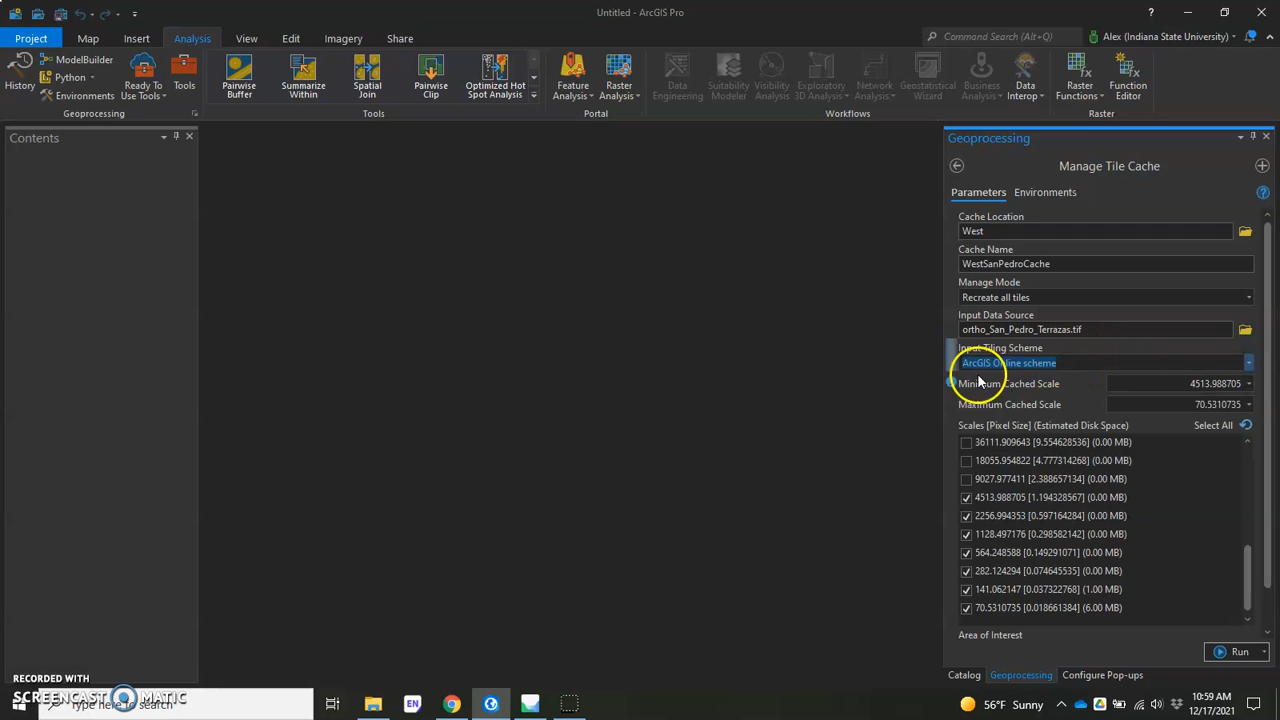 Untitled - ArcGIS Pro
?
Project Map Insert Analysis View Edit Imagery Share
Command Search (Alt+Q)
Alex (Indiana State University)
History
ModelBuilder
Python
Environments
Ready To Use Tools
Tools
Geoprocessing
Pairwise Buffer
Summarize Within
Spatial Join
Pairwise Clip
Optimized Hot Spot Analysis
Tools
Feature Analysis
Raster Analysis
Portal
Data Engineering
Suitability Modeler
Visibility Analysis
Exploratory 3D Analysis
Network Analysis
Geostatistical Wizard
Business Analysis
Data Interop
Workflows
Raster Functions
Function Editor
Raster
Contents
Geoprocessing
Manage Tile Cache
Parameters Environments
?
Cache Location
West
Cache Name
WestSanPedroCache
Manage Mode
Recreate all tiles
Input Data Source
ortho_San_Pedro_Terrazas.tif
Input Tiling Scheme
ArcGIS Online scheme
Minimum Cached Scale 4513.988705
Maximum Cached Scale 70.5310735
Scales [Pixel Size] (Estimated Disk Space) Select All
36111.909643 [9.554628536] (0.00 MB)
18055.954822 [4.777314268] (0.00 MB)
9027.977411 [2.388657134] (0.00 MB)
4513.988705 [1.194328567] (0.00 MB)
2256.994353 [0.597164284] (0.00 MB)
1128.497176 [0.298582142] (0.00 MB)
564.248588 [0.149291071] (0.00 MB)
282.124294 [0.074645535] (0.00 MB)
141.062147 [0.037322768] (1.00 MB)
70.5310735 [0.018661384] (6.00 MB)
Area of Interest
Run
Catalog Geoprocessing Configure Pop-ups
RECORDED WITH
SCREENCAST MATIC
Type here to search
EN
56°F Sunny
10:59 AM
12/17/2021